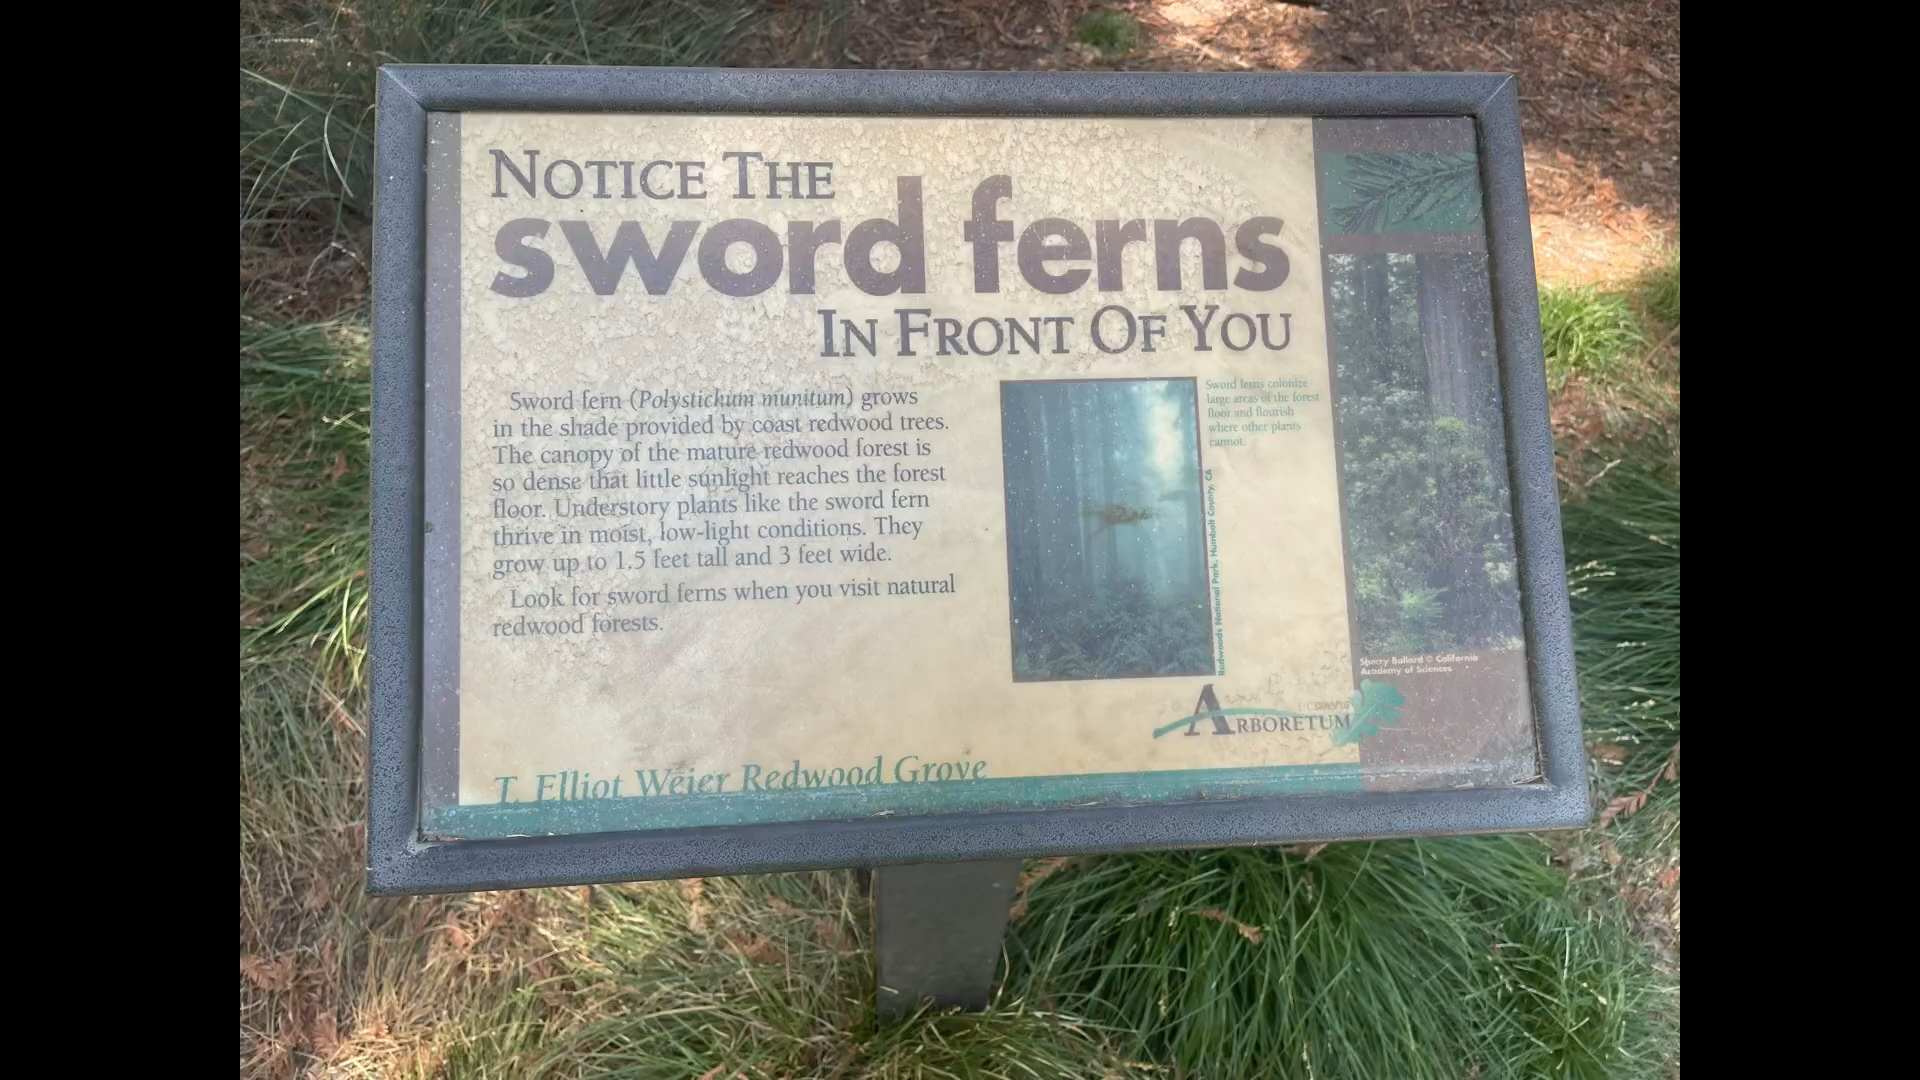 NOTICE THE
sword ferns
IN FRONT OF YOU
Sword fern (Polystichum munitum) grows
in the shade provided by coast redwood trees.
The canopy of the mature redwood forest is
so dense that little sunlight reaches the forest
floor. Understory plants like the sword fern
thrive in moist, low-light conditions. They
grow up to 1.5 feet tall and 3 feet wide.
Look for sword ferns when you visit natural
redwood forests.
Sword ferns colonize
large areas of the forest
floor and flourish
where other plants
cannot.
Redwoods National Park, Humbolt County, CA
Sherry Ballard © California
Academy of Sciences
UC DAVIS
ARBORETUM
T. Elliot Weier Redwood Grove